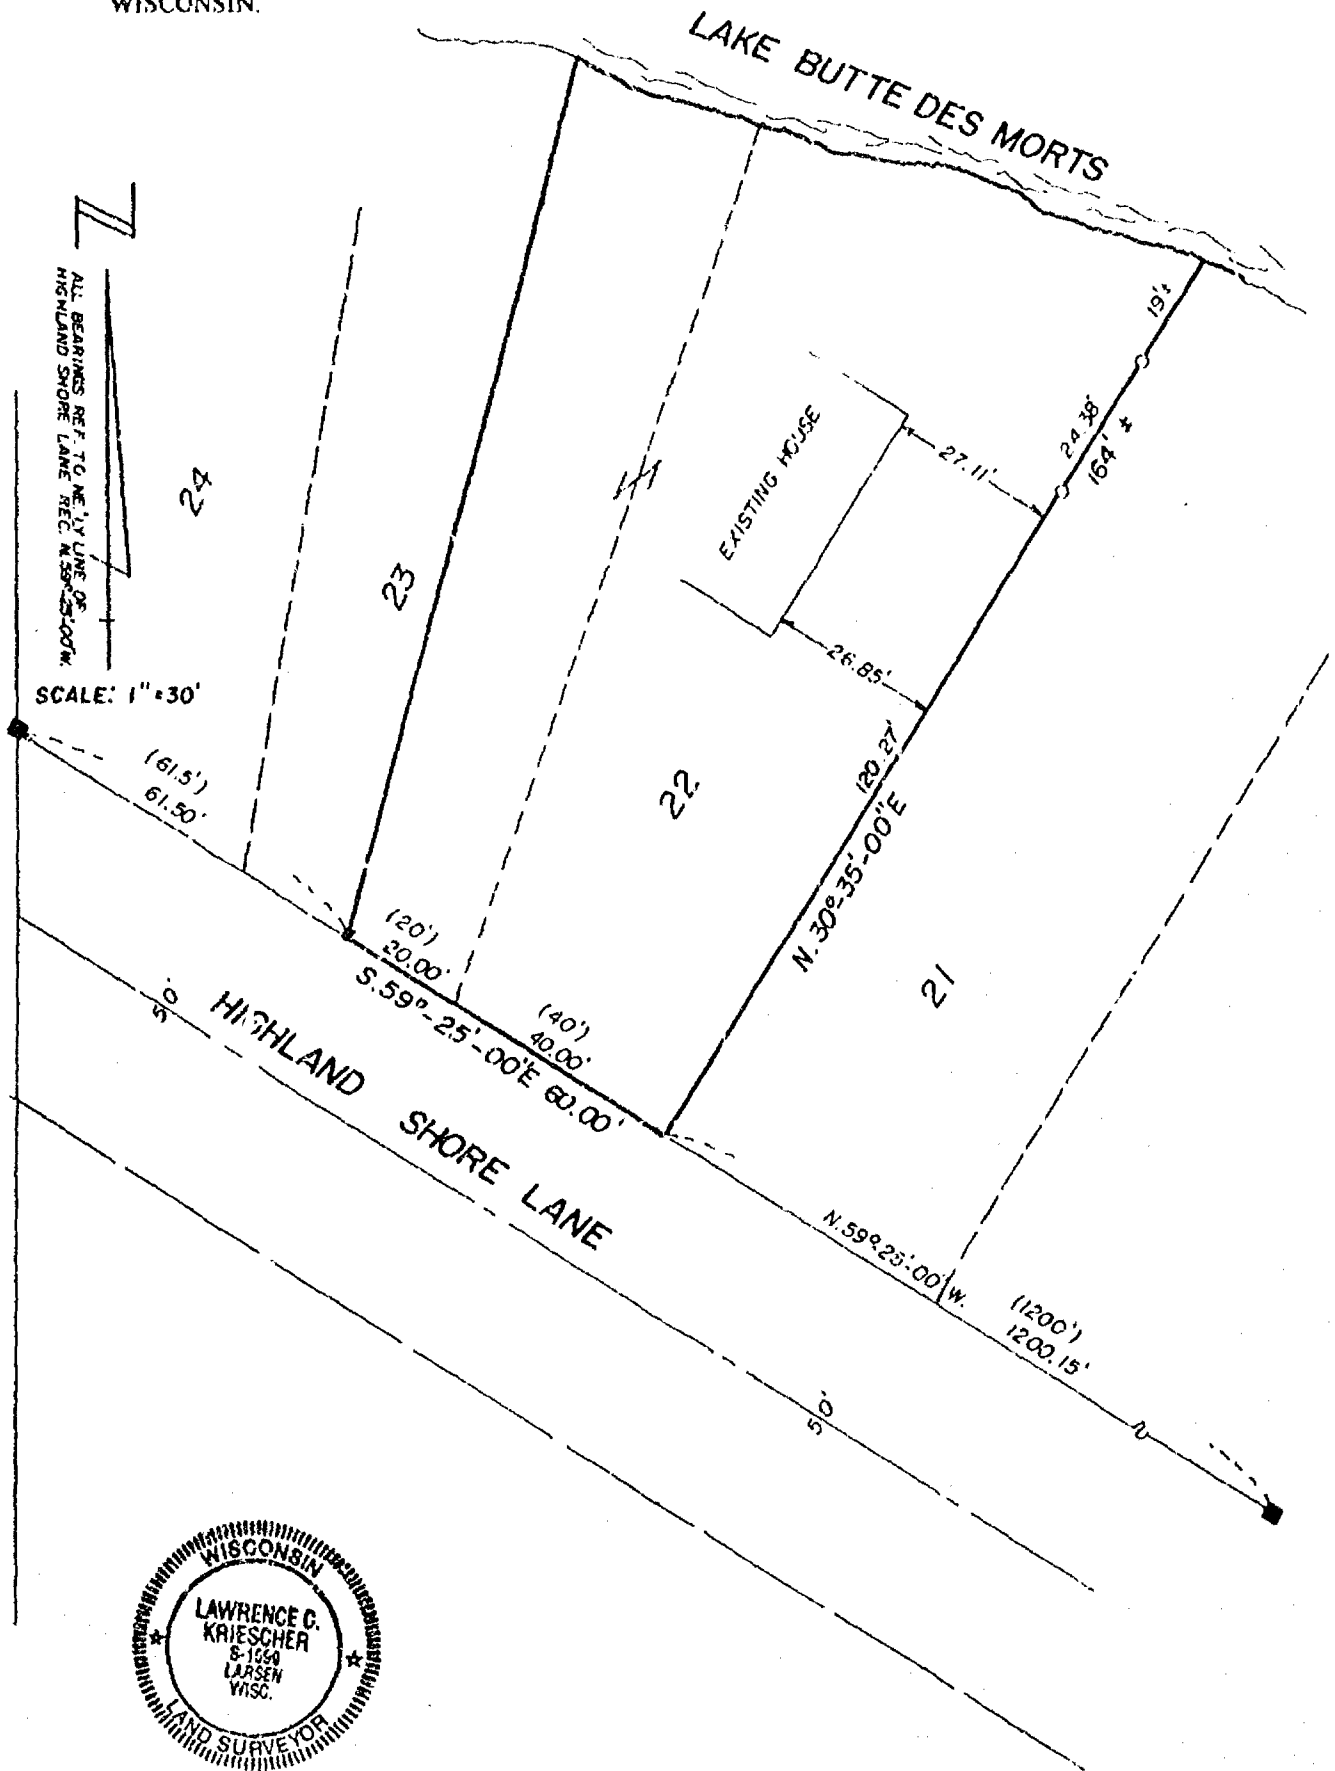 WISCONSIN.
LAKE BUTTE DES MORTS
ALL BEARINGS REF. TO NE'LY LINE OF
HIGHLAND SHORE LANE REC. N.59°-25'-00"W.
SCALE: 1"=30'
24
23
22
21
EXISTING HOUSE
19'±
24.38'
164' ±
27.11'
26.85'
120.27'
N. 30°-35'-00"E
(61.5')
61.50'
(20')
20.00'
(40')
40.00'
S.59°-25'-00"E 60.00'
50'
HIGHLAND SHORE LANE
N.59°25'-00"W.
(1200')
1200.15'
50'
WISCONSIN
LAWRENCE C.
KRIESCHER
LARSEN
WISC.
LAND SURVEYOR